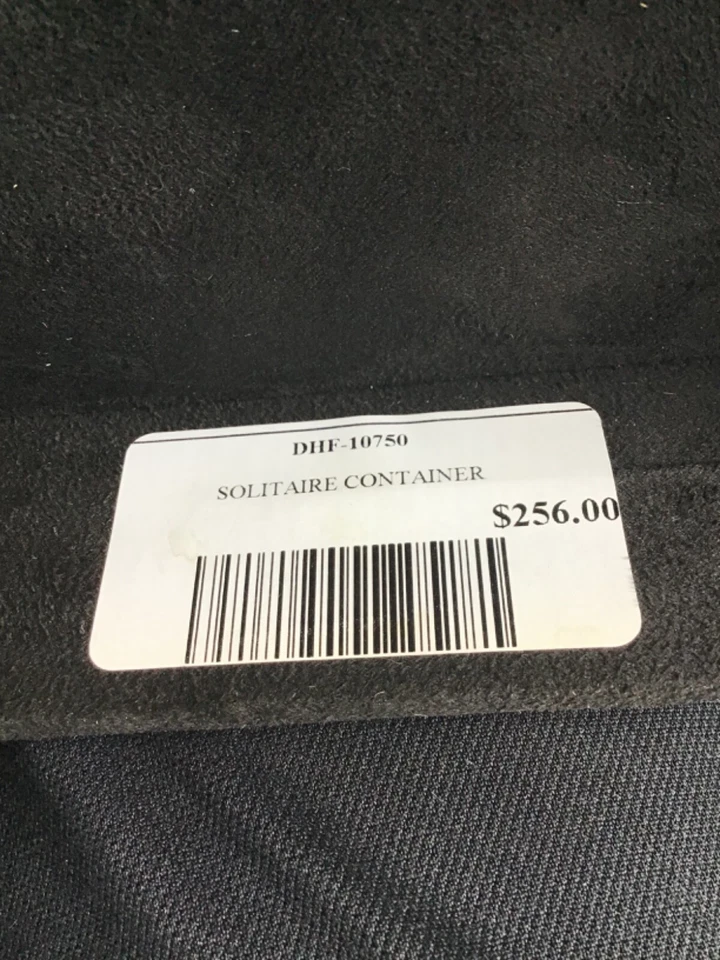 DHF-10750
SOLITAIRE CONTAINER
$256.00